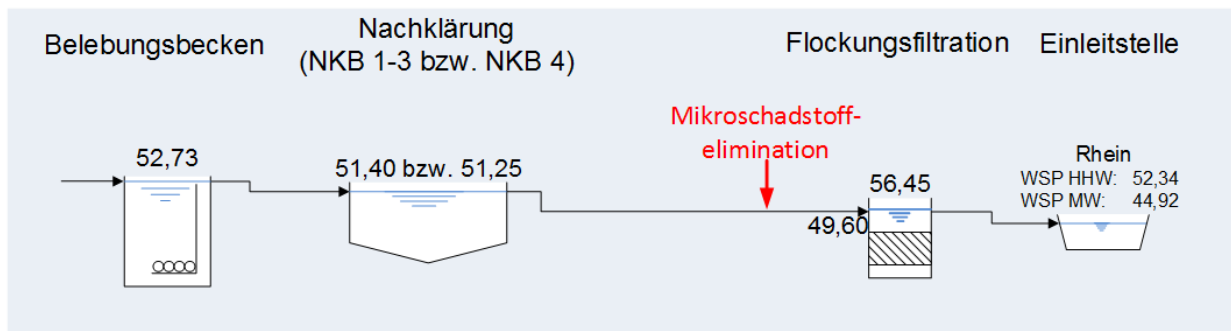 Belebungsbecken
Nachklärung
(NKB 1-3 bzw. NKB 4)
Flockungsfiltration
Einleitstelle
Mikroschadstoff-
elimination
52,73
51,40 bzw. 51,25
56,45
49,60
Rhein
WSP HHW: 52,34
WSP MW: 44,92